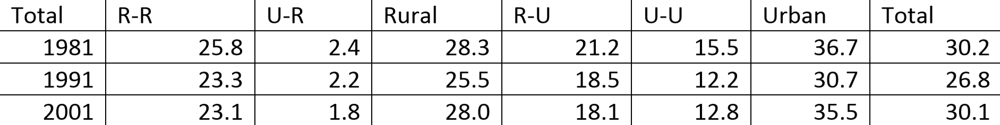 Total R-R U-R Rural R-U U-U Urban Total
1981 25.8 2.4 28.3 21.2 15.5 36.7 30.2
1991 23.3 2.2 25.5 18.5 12.2 30.7 26.8
2001 23.1 1.8 28.0 18.1 12.8 35.5 30.1